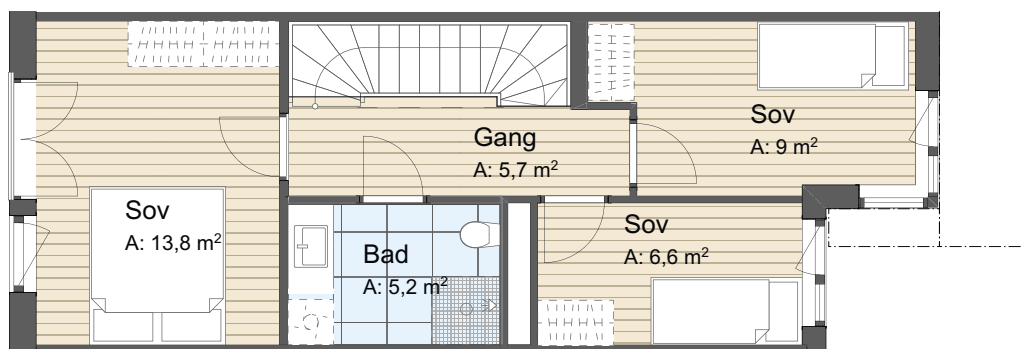 Sov
A: 13,8 m²
Gang
A: 5,7 m²
Bad
A: 5,2 m²
Sov
A: 9 m²
Sov
A: 6,6 m²